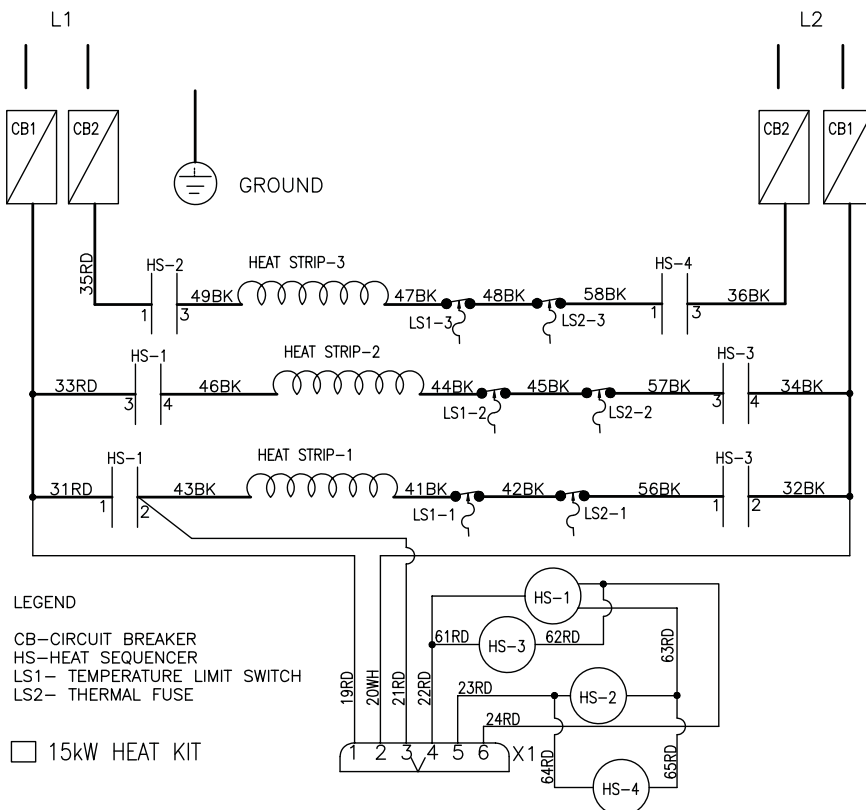 L1
L2
CB1
CB2
CB2
CB1
GROUND
35RD
HS-2
HEAT STRIP-3
HS-4
49BK
47BK
48BK
58BK
36BK
1
3
LS1-3
LS2-3
1
3
HS-1
HEAT STRIP-2
HS-3
33RD
46BK
44BK
45BK
57BK
34BK
3
4
LS1-2
LS2-2
3
4
HS-1
HEAT STRIP-1
HS-3
31RD
43BK
41BK
42BK
56BK
32BK
1
2
LS1-1
LS2-1
1
2
LEGEND
CB-CIRCUIT BREAKER
HS-HEAT SEQUENCER
LS1- TEMPERATURE LIMIT SWITCH
LS2- THERMAL FUSE
15kW HEAT KIT
HS-1
61RD
HS-3
62RD
63RD
19RD
20WH
21RD
22RD
23RD
HS-2
24RD
1
2
3
4
5
6
X1
64RD
65RD
HS-4